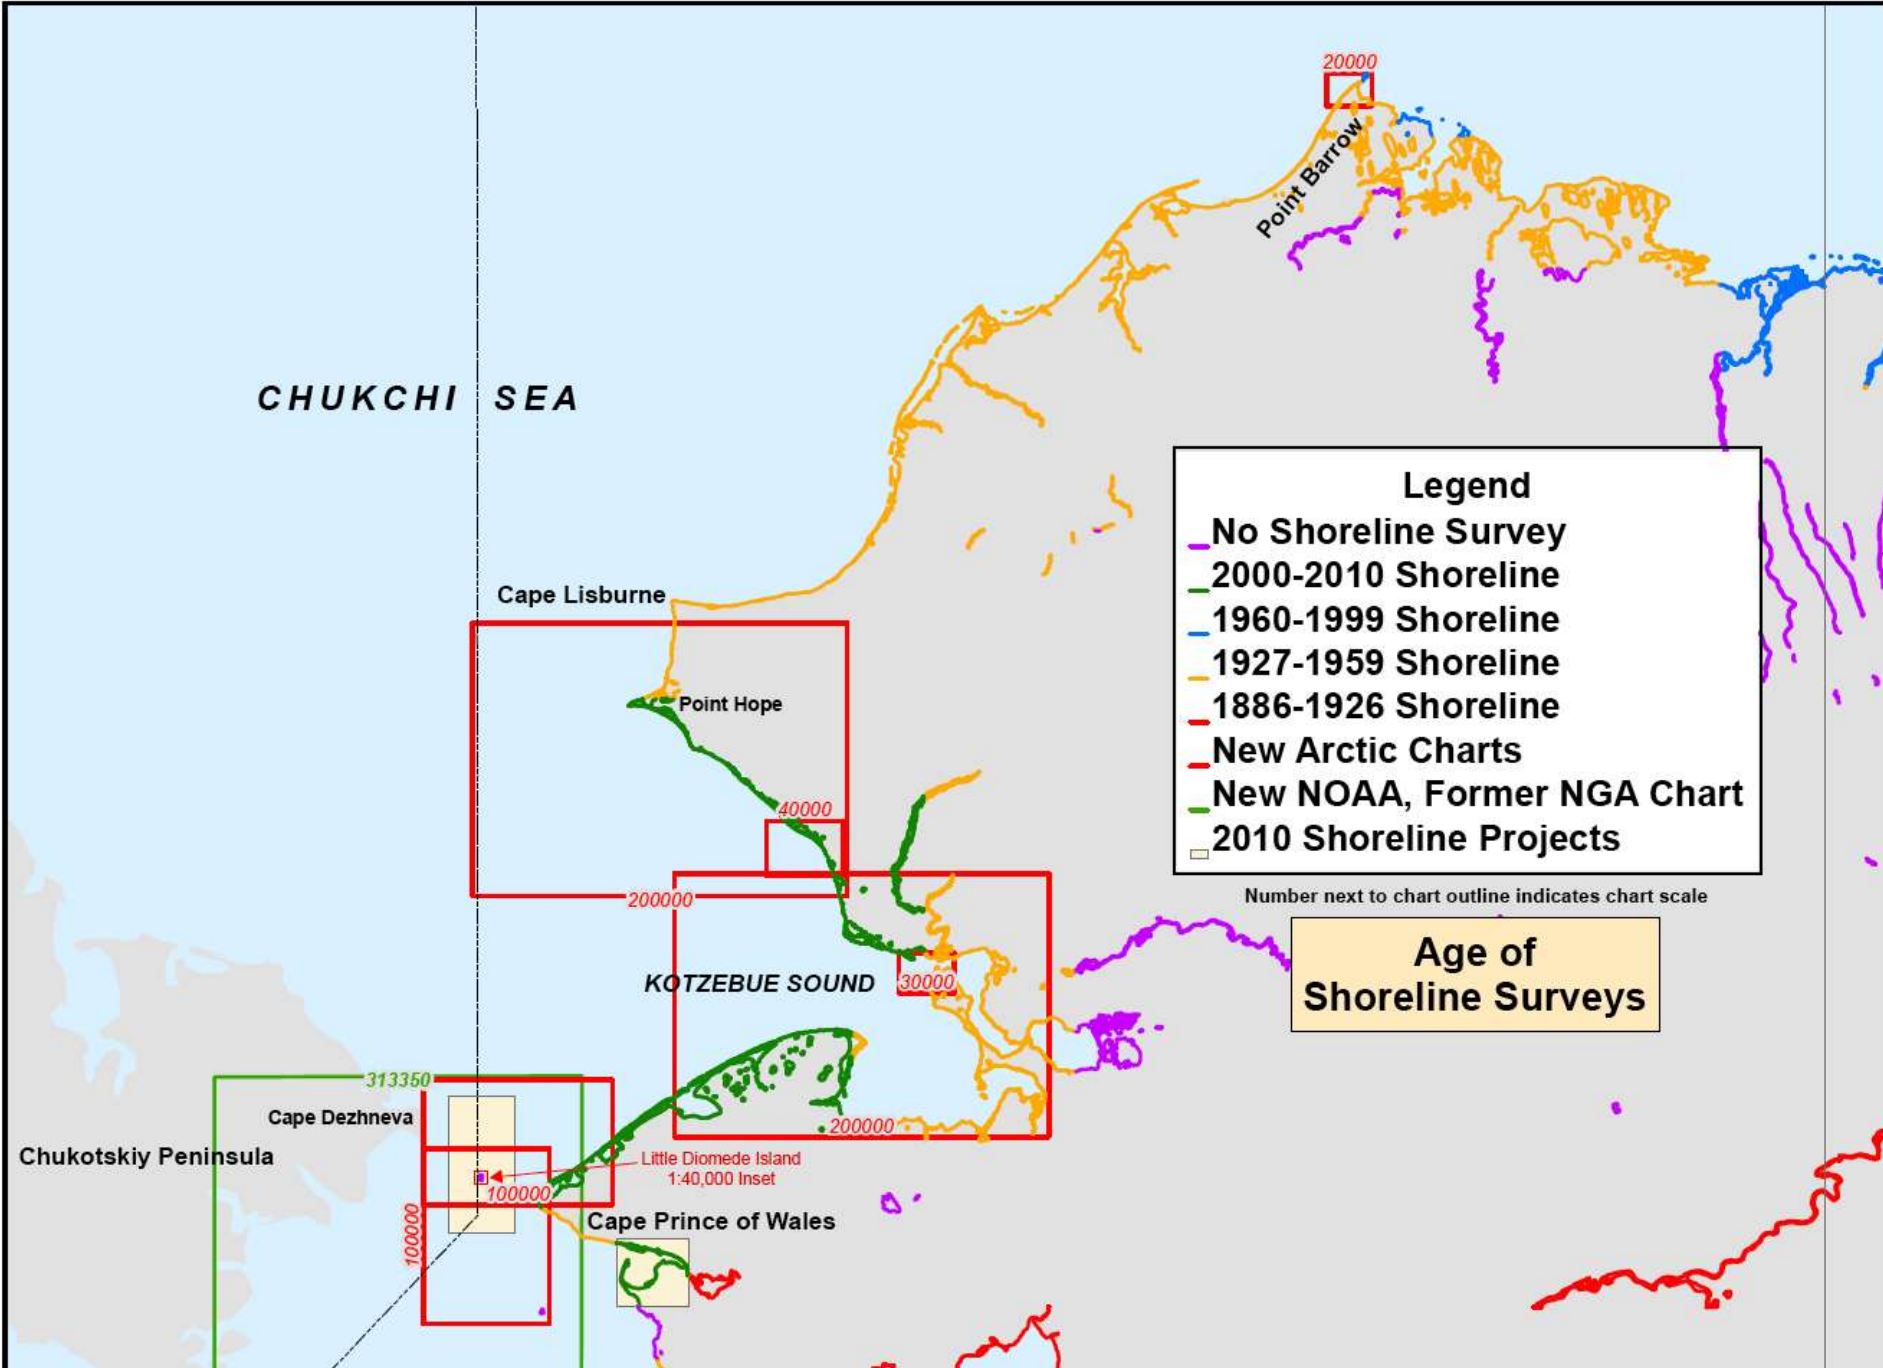 20000
Point Barrow
CHUKCHI SEA
Legend
No Shoreline Survey
2000-2010 Shoreline
1960-1999 Shoreline
1927-1959 Shoreline
1886-1926 Shoreline
New Arctic Charts
New NOAA, Former NGA Chart
2010 Shoreline Projects
Number next to chart outline indicates chart scale
Age of
Shoreline Surveys
Cape Lisburne
Point Hope
40000
200000
KOTZEBUE SOUND
30000
313350
Cape Dezhneva
200000
Chukotskiy Peninsula
Little Diomede Island
1:40,000 Inset
100000
100000
Cape Prince of Wales